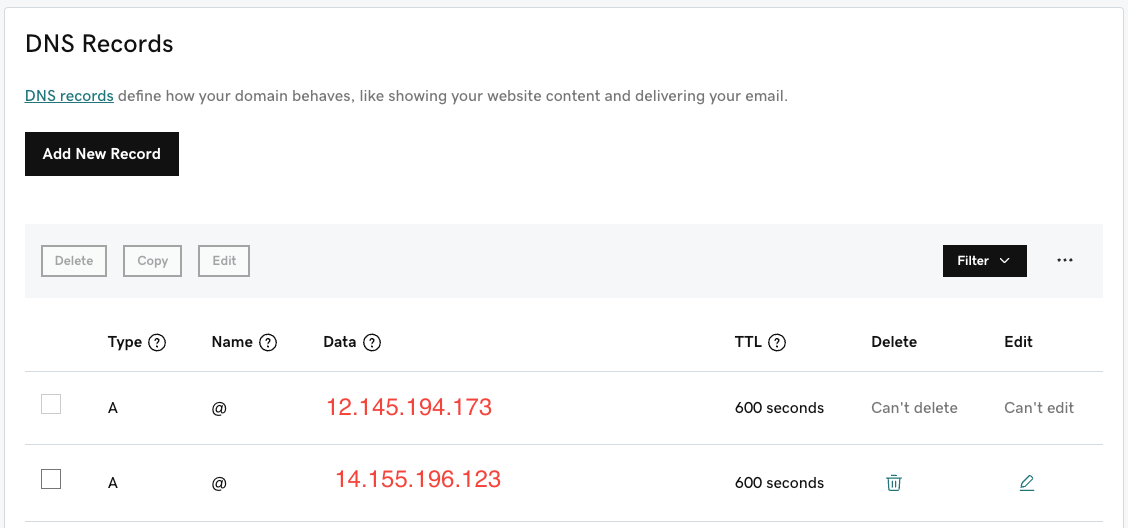 DNS Records
DNS records define how your domain behaves, like showing your website content and delivering your email.
Add New Record
Delete Copy Edit Filter
Type Name Data TTL Delete Edit
A @ 12.145.194.173 600 seconds Can't delete Can't edit
A @ 14.155.196.123 600 seconds